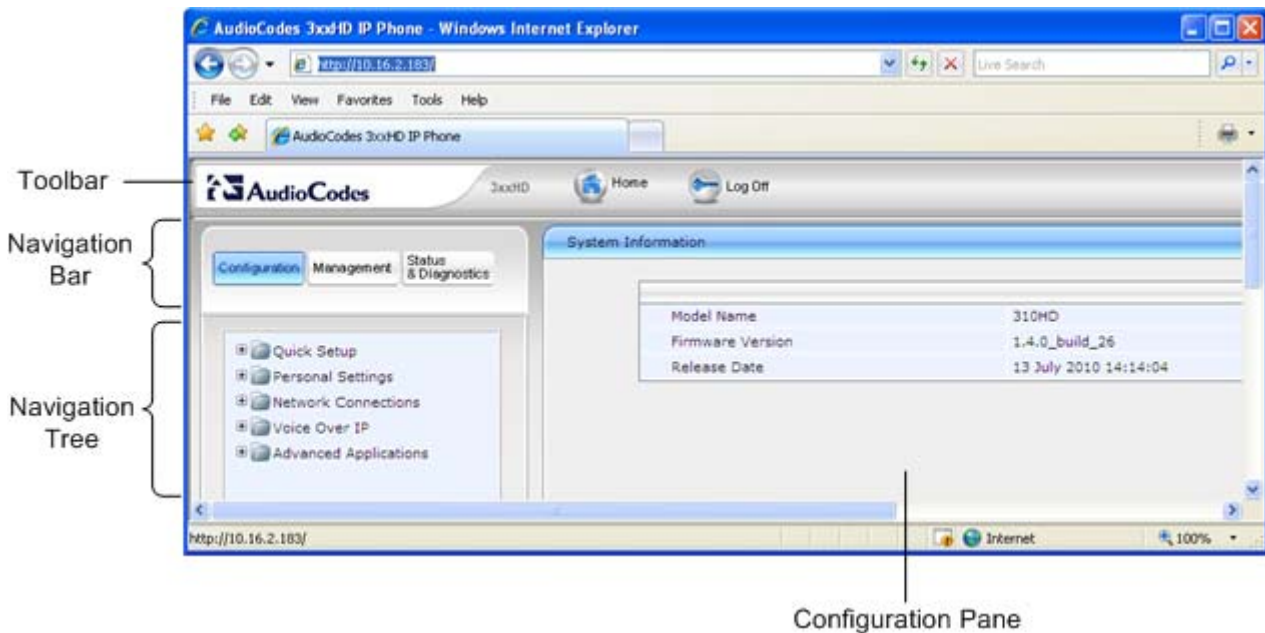 AudioCodes 3xxHD IP Phone - Windows Internet Explorer
http://10.16.2.183/
Live Search
File Edit View Favorites Tools Help
AudioCodes 3xxHD IP Phone
Toolbar
AudioCodes
3xxHD
Home
Log Off
Navigation
Bar
Configuration
Management
Status
& Diagnostics
System Information
Model Name 310HD
Firmware Version 1.4.0_build_26
Release Date 13 July 2010 14:14:04
Navigation
Tree
Quick Setup
Personal Settings
Network Connections
Voice Over IP
Advanced Applications
http://10.16.2.183/
Internet
100%
Configuration Pane